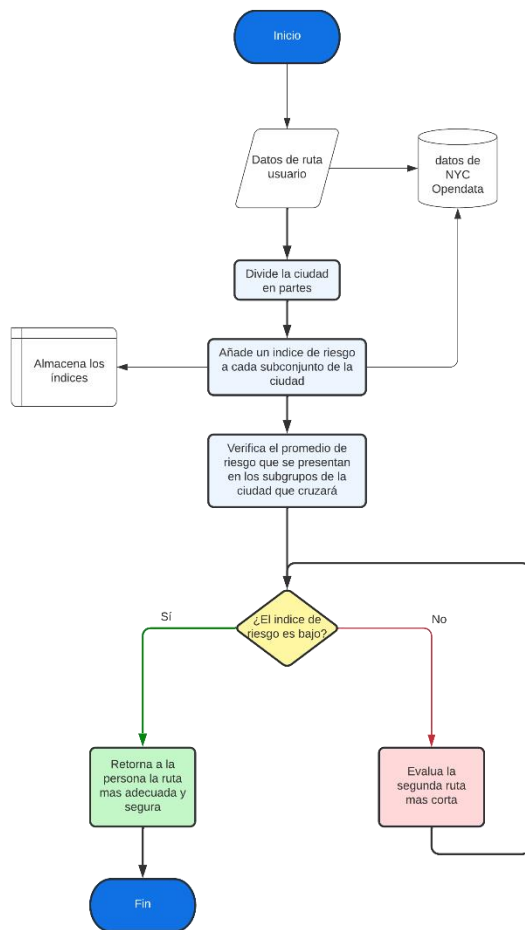 Inicio
Datos de ruta
usuario
datos de
NYC
Opendata
Divide la ciudad
en partes
Almacena los
índices
Añade un indice de riesgo
a cada subconjunto de la
ciudad
Verifica el promedio de
riesgo que se presentan
en los subgrupos de la
ciudad que cruzará
¿El indice de
riesgo es bajo?
Sí
No
Retorna a la
persona la ruta
mas adecuada y
segura
Evalua la
segunda ruta
mas corta
Fin